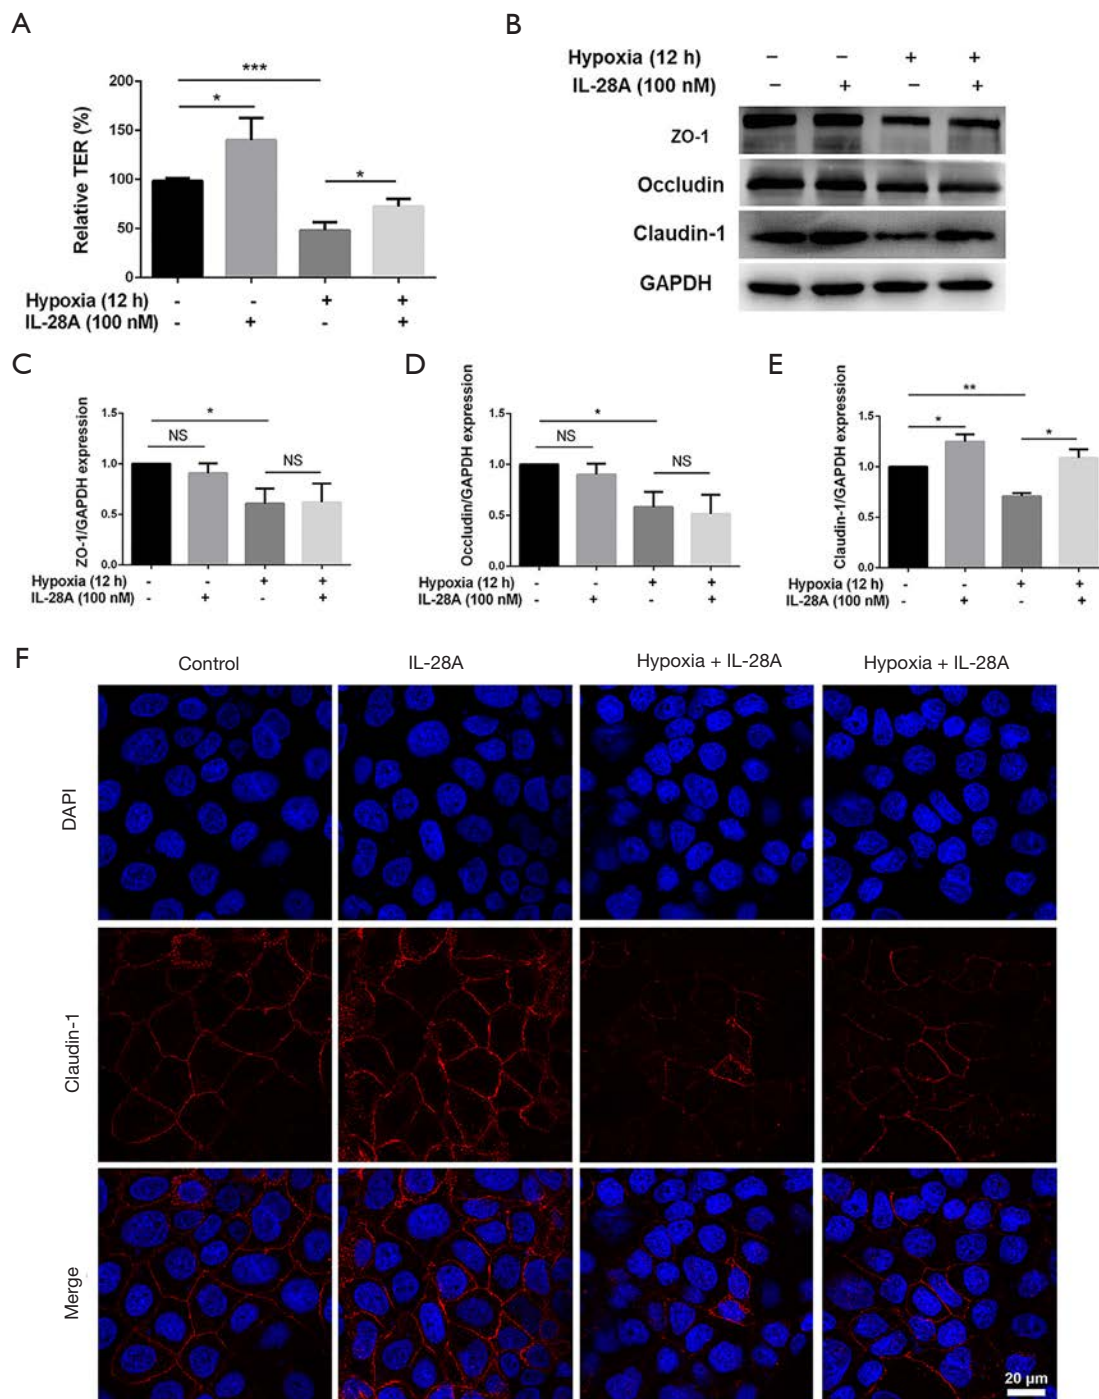 A
Relative TER (%)
200
150
100
50
0
***
*
*
Hypoxia (12 h) - - + +
IL-28A (100 nM) - + - +
B
Hypoxia (12 h) - - + +
IL-28A (100 nM) - + - +
ZO-1
Occludin
Claudin-1
GAPDH
C
ZO-1/GAPDH expression
1.5
1.0
0.5
0.0
*
NS
NS
Hypoxia (12 h) - - + +
IL-28A (100 nM) - + - +
D
Occludin/GAPDH expression
1.5
1.0
0.5
0.0
*
NS
NS
Hypoxia (12 h) - - + +
IL-28A (100 nM) - + - +
E
Claudin-1/GAPDH expression
1.5
1.0
0.5
0.0
**
*
*
Hypoxia (12 h) - - + +
IL-28A (100 nM) - + - +
F
Control IL-28A Hypoxia + IL-28A Hypoxia + IL-28A
DAPI
Claudin-1
Merge
20 μm